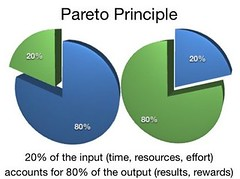 Pareto Principle
20%
80%
20%
80%
20% of the input (time, resources, effort)
accounts for 80% of the output (results, rewards)